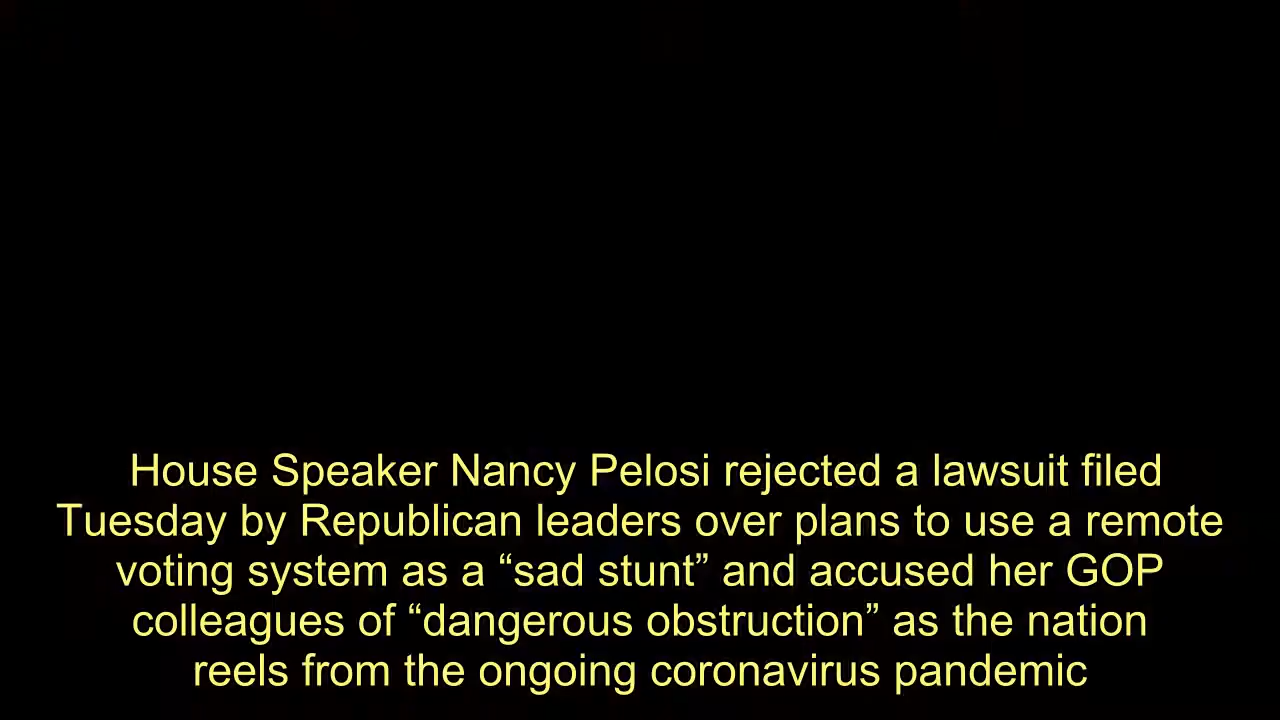 House Speaker Nancy Pelosi rejected a lawsuit filed
Tuesday by Republican leaders over plans to use a remote
voting system as a “sad stunt” and accused her GOP
colleagues of “dangerous obstruction” as the nation
reels from the ongoing coronavirus pandemic